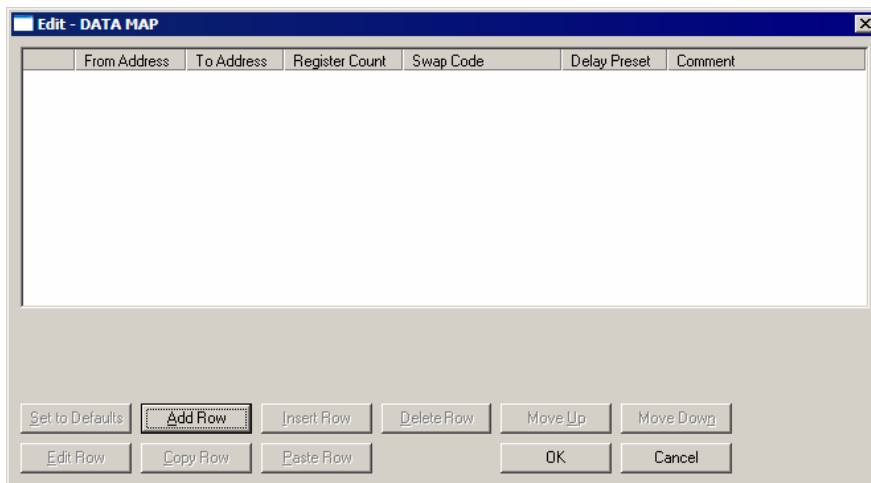 Edit - DATA MAP
From Address To Address Register Count Swap Code Delay Preset Comment
Set to Defaults Add Row Insert Row Delete Row Move Up Move Down
Edit Row Copy Row Paste Row OK Cancel